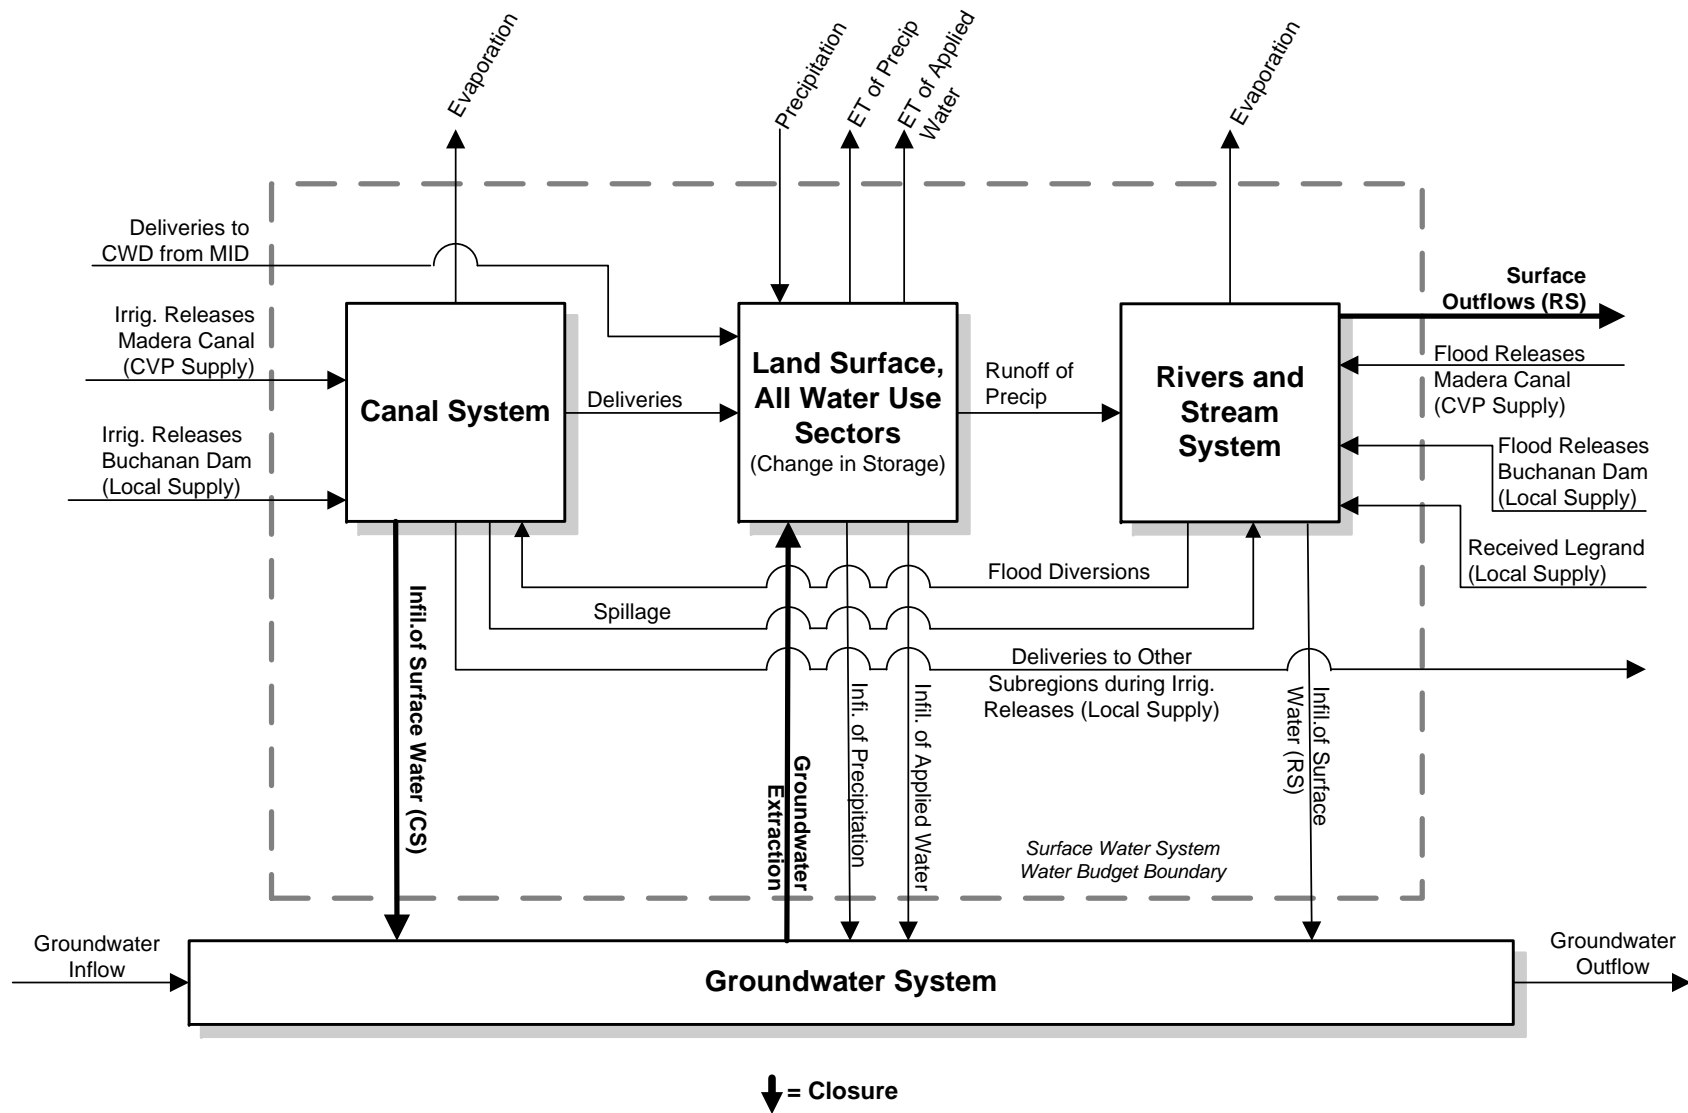 Evaporation
Precipitation
ET of Precip
ET of Applied
Water
Evaporation
Deliveries to
CWD from MID
Irrig. Releases
Madera Canal
(CVP Supply)
Irrig. Releases
Buchanan Dam
(Local Supply)
Canal System
Deliveries
Land Surface,
All Water Use
Sectors
(Change in Storage)
Runoff of
Precip
Rivers and
Stream
System
Surface
Outflows (RS)
Flood Releases
Madera Canal
(CVP Supply)
Flood Releases
Buchanan Dam
(Local Supply)
Received Legrand
(Local Supply)
Flood Diversions
Spillage
Deliveries to Other
Subregions during Irrig.
Releases (Local Supply)
Infil.of Surface Water (CS)
Groundwater
Extraction
Infi. of Precipitation
Infil. of Applied Water
Infil.of Surface
Water (RS)
Surface Water System
Water Budget Boundary
Groundwater
Inflow
Groundwater System
Groundwater
Outflow
= Closure